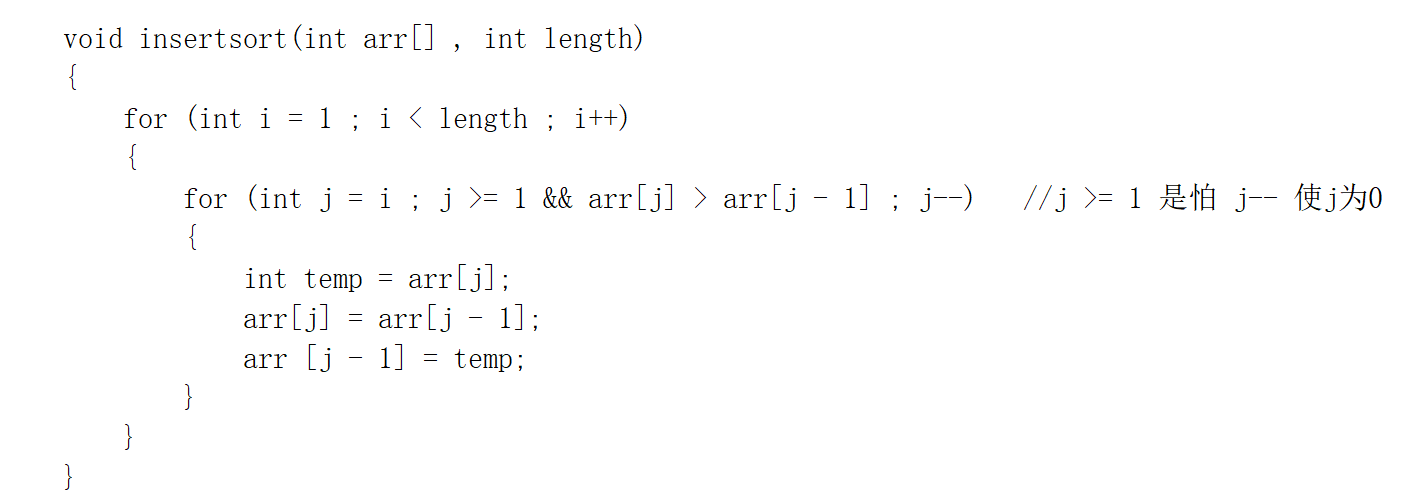 void insertsort(int arr[] , int length)
{
for (int i = 1 ; i < length ; i++)
{
for (int j = i ; j >= 1 && arr[j] > arr[j - 1] ; j--) //j >= 1 是怕 j-- 使j为0
{
int temp = arr[j];
arr[j] = arr[j - 1];
arr [j - 1] = temp;
}
}
}